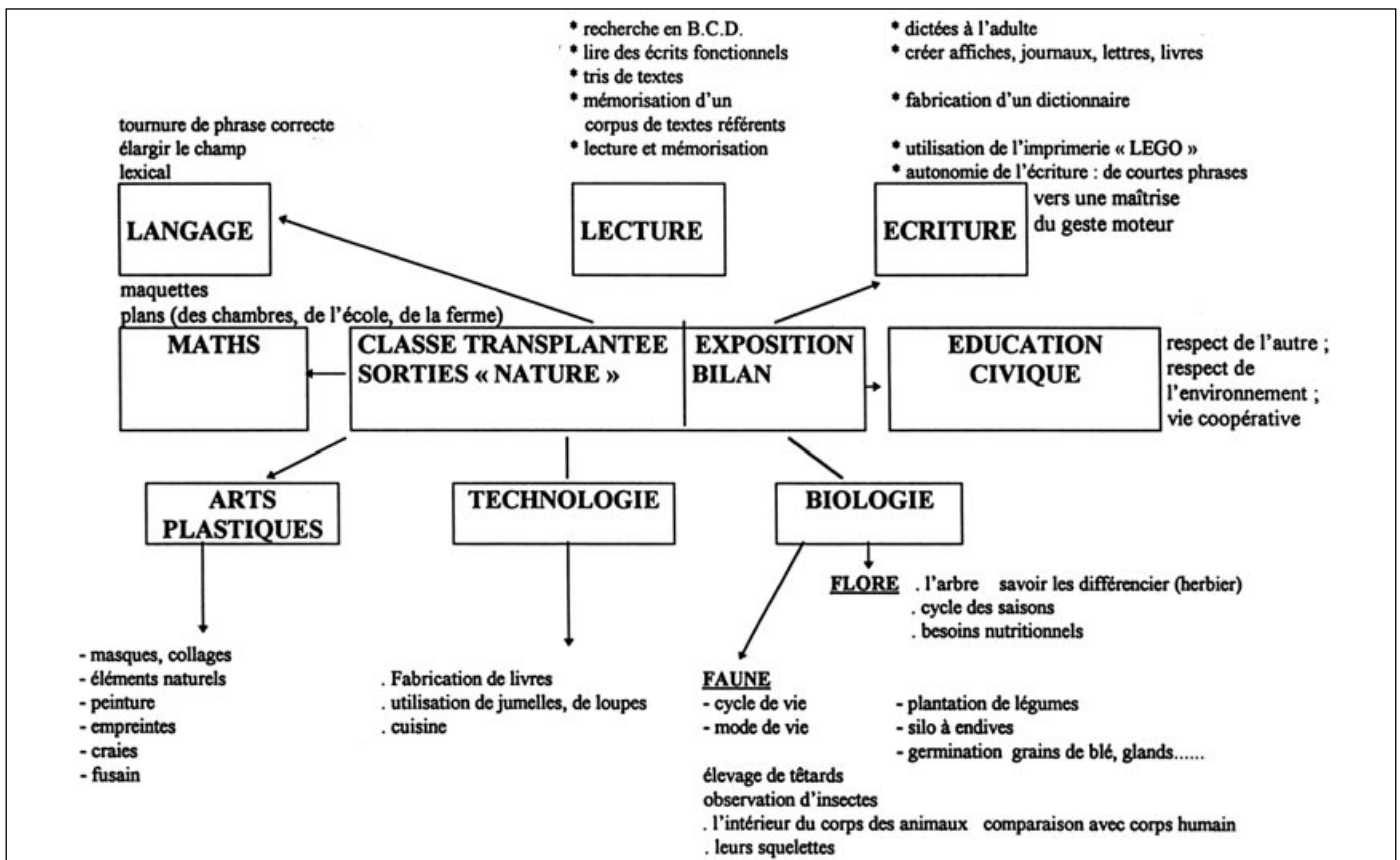 * recherche en B.C.D.
* lire des écrits fonctionnels
* tris de textes
* mémorisation d'un
corpus de textes référents
* lecture et mémorisation
* dictées à l'adulte
* créer affiches, journaux, lettres, livres
* fabrication d'un dictionnaire
* utilisation de l'imprimerie « LEGO »
* autonomie de l'écriture : de courtes phrases
vers une maîtrise
du geste moteur
tournure de phrase correcte
élargir le champ
lexical
LANGAGE
LECTURE
ECRITURE
maquettes
plans (des chambres, de l'école, de la ferme)
MATHS
CLASSE TRANSPLANTEE
SORTIES « NATURE »
EXPOSITION
BILAN
EDUCATION
CIVIQUE
respect de l'autre ;
respect de
l'environnement ;
vie coopérative
ARTS
PLASTIQUES
TECHNOLOGIE
BIOLOGIE
FLORE . l'arbre savoir les différencier (herbier)
. cycle des saisons
. besoins nutritionnels
- masques, collages
- éléments naturels
- peinture
- empreintes
- craies
- fusain
. Fabrication de livres
. utilisation de jumelles, de loupes
. cuisine
FAUNE
- cycle de vie
- mode de vie
- plantation de légumes
- silo à endives
- germination grains de blé, glands......
élevage de têtards
observation d'insectes
. l'intérieur du corps des animaux comparaison avec corps humain
. leurs squelettes